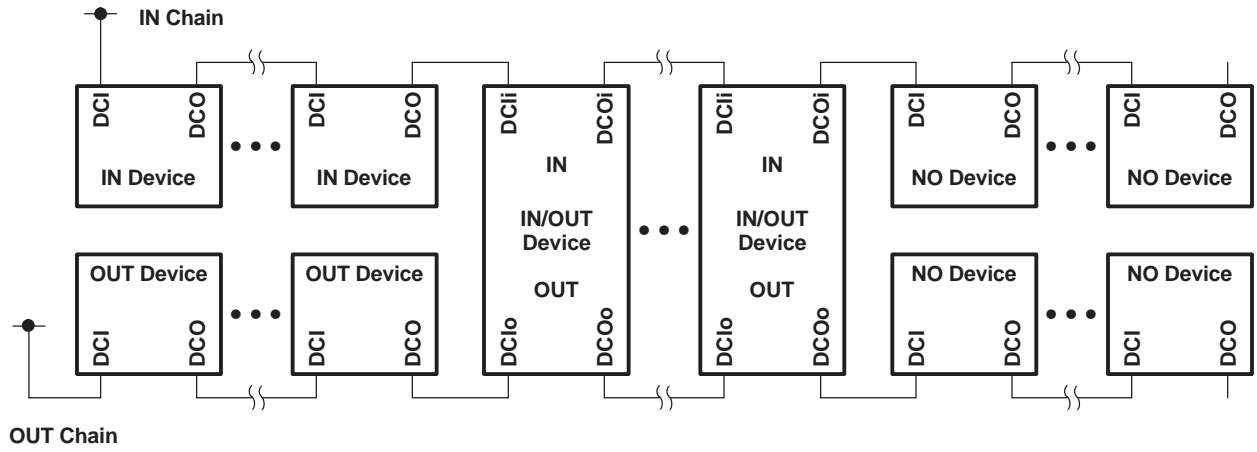 IN Chain
DCI
DCO
DCI
DCO
DCIi
DCOi
DCIi
DCOi
DCI
DCO
DCI
DCO
IN Device
IN Device
IN
IN/OUT
Device
OUT
IN
IN/OUT
Device
OUT
NO Device
NO Device
OUT Device
OUT Device
NO Device
NO Device
DCI
DCO
DCI
DCO
DCIo
DCOo
DCIo
DCOo
DCI
DCO
DCI
DCO
OUT Chain